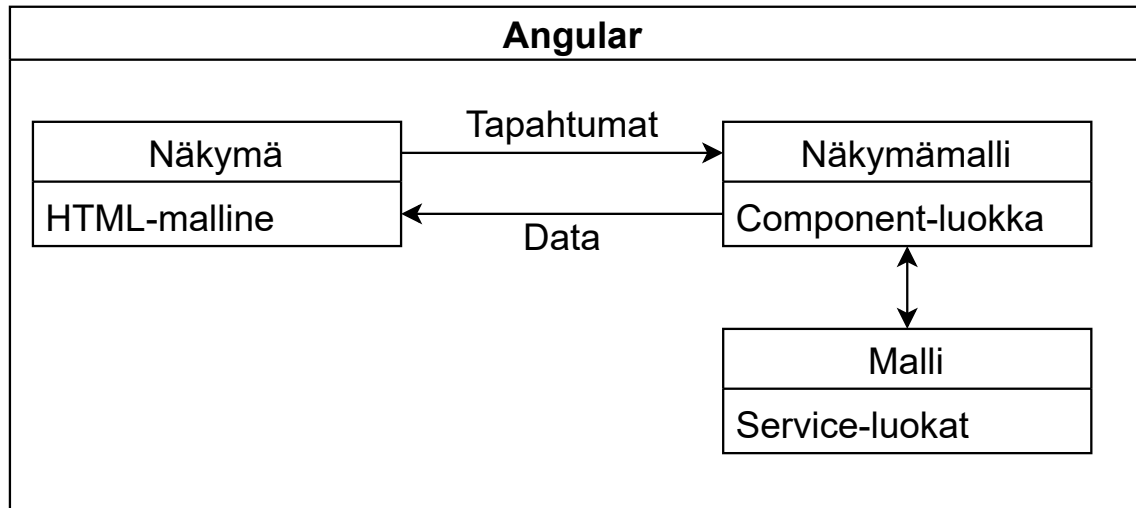 Angular
Näkymä
HTML-malline
Tapahtumat
Data
Näkymämalli
Component-luokka
Malli
Service-luokat